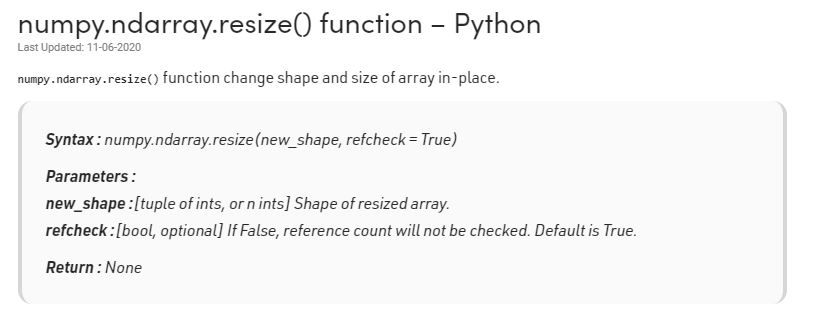 numpy.ndarray.resize() function – Python
Last Updated: 11-06-2020
numpy.ndarray.resize() function change shape and size of array in-place.
Syntax : numpy.ndarray.resize(new_shape, refcheck = True)
Parameters :
new_shape :[tuple of ints, or n ints] Shape of resized array.
refcheck :[bool, optional] If False, reference count will not be checked. Default is True.
Return : None